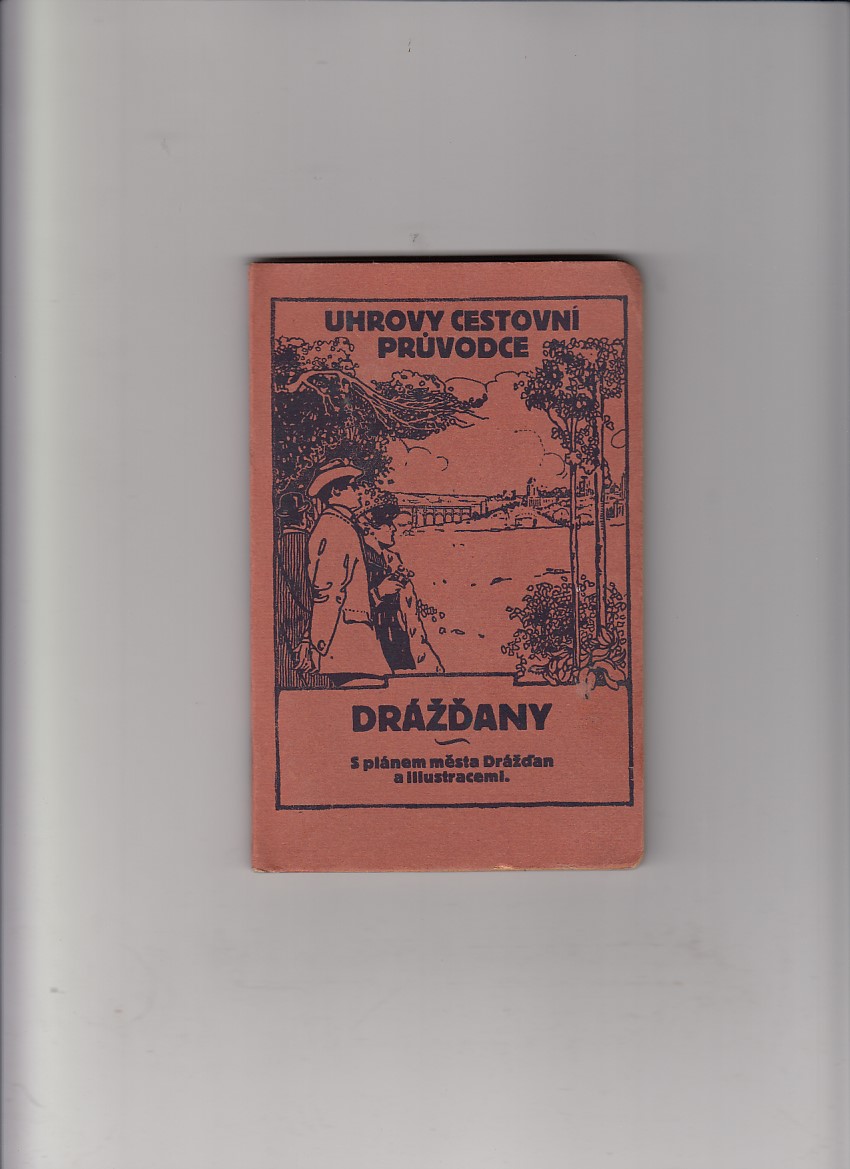 UHROVY CESTOVNÍ
PRŮVODCE
DRÁŽĎANY
S plánem města Drážďan
a illustracemi.